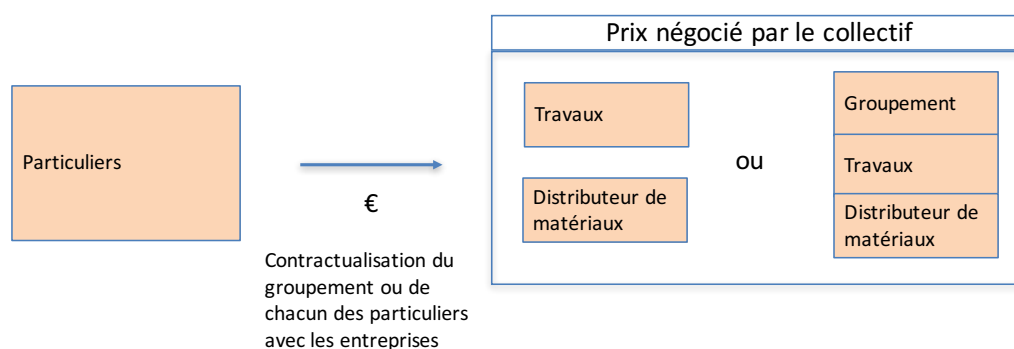 Prix négocié par le collectif
Particuliers
€
Contractualisation du
groupement ou de
chacun des particuliers
avec les entreprises
Travaux
Distributeur de
matériaux
ou
Groupement
Travaux
Distributeur de
matériaux